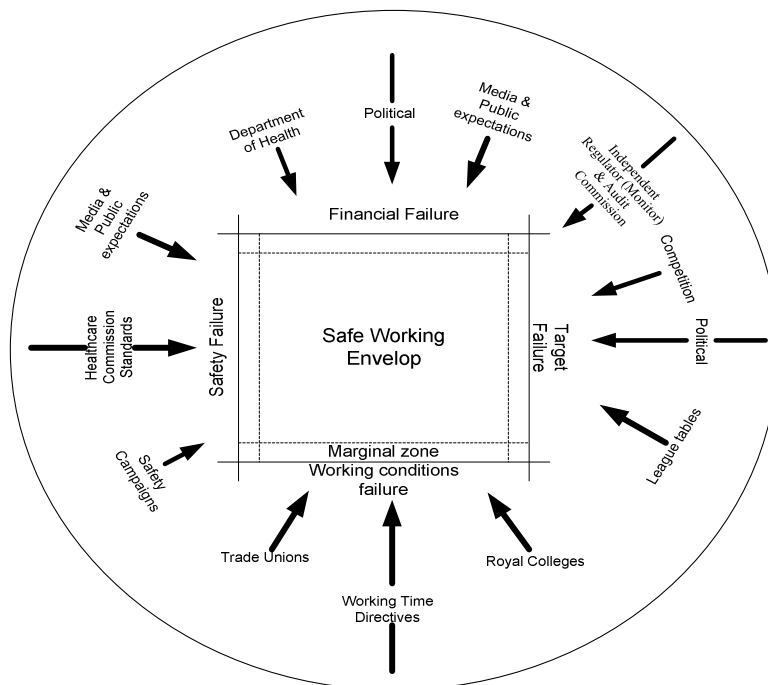 Department
of Health
Political
Media &
Public
expectations
Independent
Regulator (Monitor)
& Audit
Commission
Media &
Public
expectations
Financial Failure
Competition
Healthcare
Commission
Standards
Safety Failure
Safe Working
Envelop
Target
Failure
Political
Safety
Campaigns
Marginal zone
Working conditions
failure
League tables
Trade Unions
Royal Colleges
Working Time
Directives